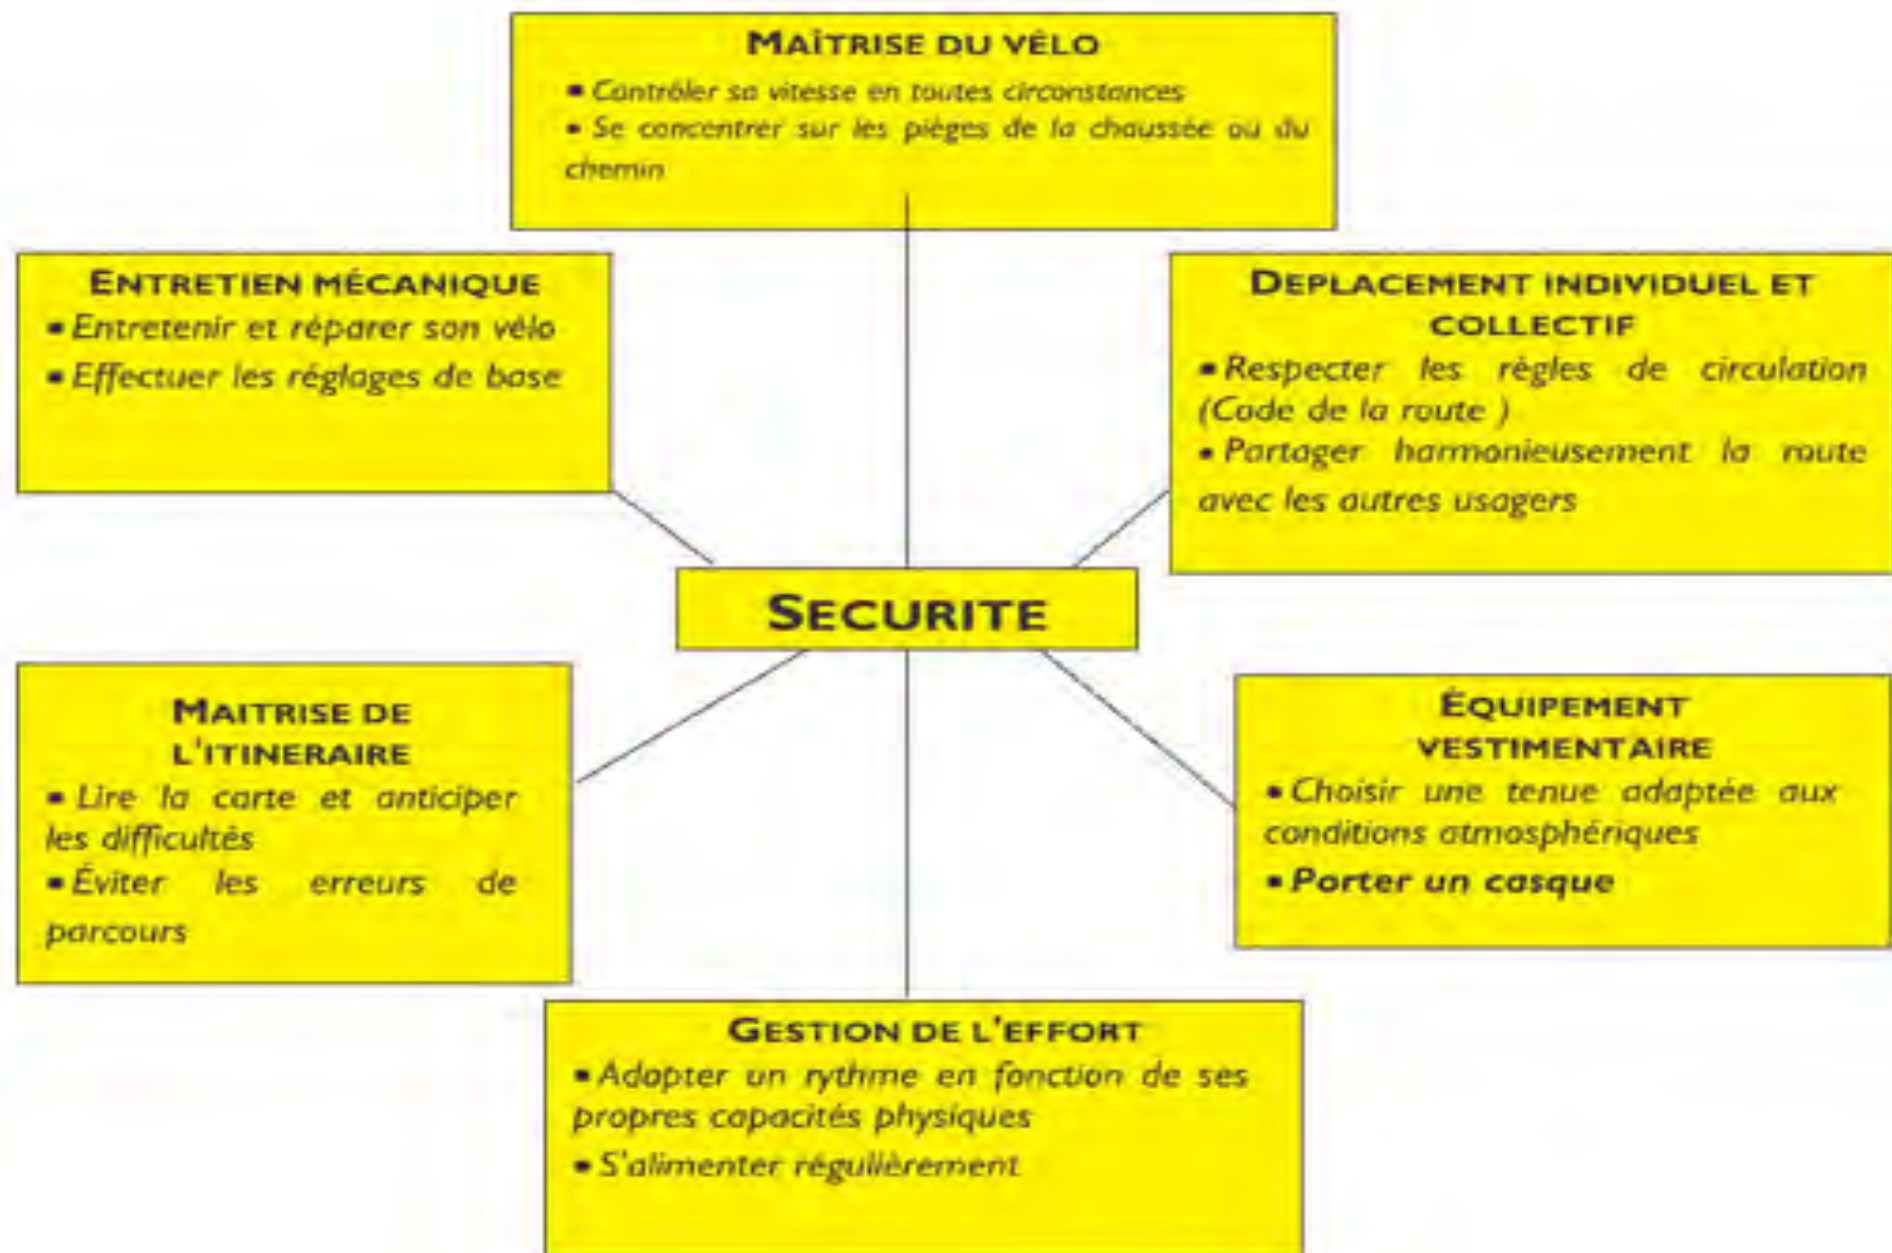 MAÎTRISE DU VÉLO
▪ Contrôler sa vitesse en toutes circonstances
▪ Se concentrer sur les pièges de la chaussée ou du
chemin
ENTRETIEN MÉCANIQUE
▪ Entretenir et réparer son vélo
▪ Effectuer les réglages de base
DEPLACEMENT INDIVIDUEL ET
COLLECTIF
▪ Respecter les règles de circulation
(Code de la route )
▪ Partager harmonieusement la route
avec les autres usagers
SECURITE
MAITRISE DE
L'ITINERAIRE
▪ Lire la carte et anticiper
les difficultés
▪ Éviter les erreurs de
parcours
ÉQUIPEMENT
VESTIMENTAIRE
▪ Choisir une tenue adaptée aux
conditions atmosphériques
▪ Porter un casque
GESTION DE L'EFFORT
▪ Adapter un rythme en fonction de ses
propres capacités physiques
▪ S'alimenter régulièrement